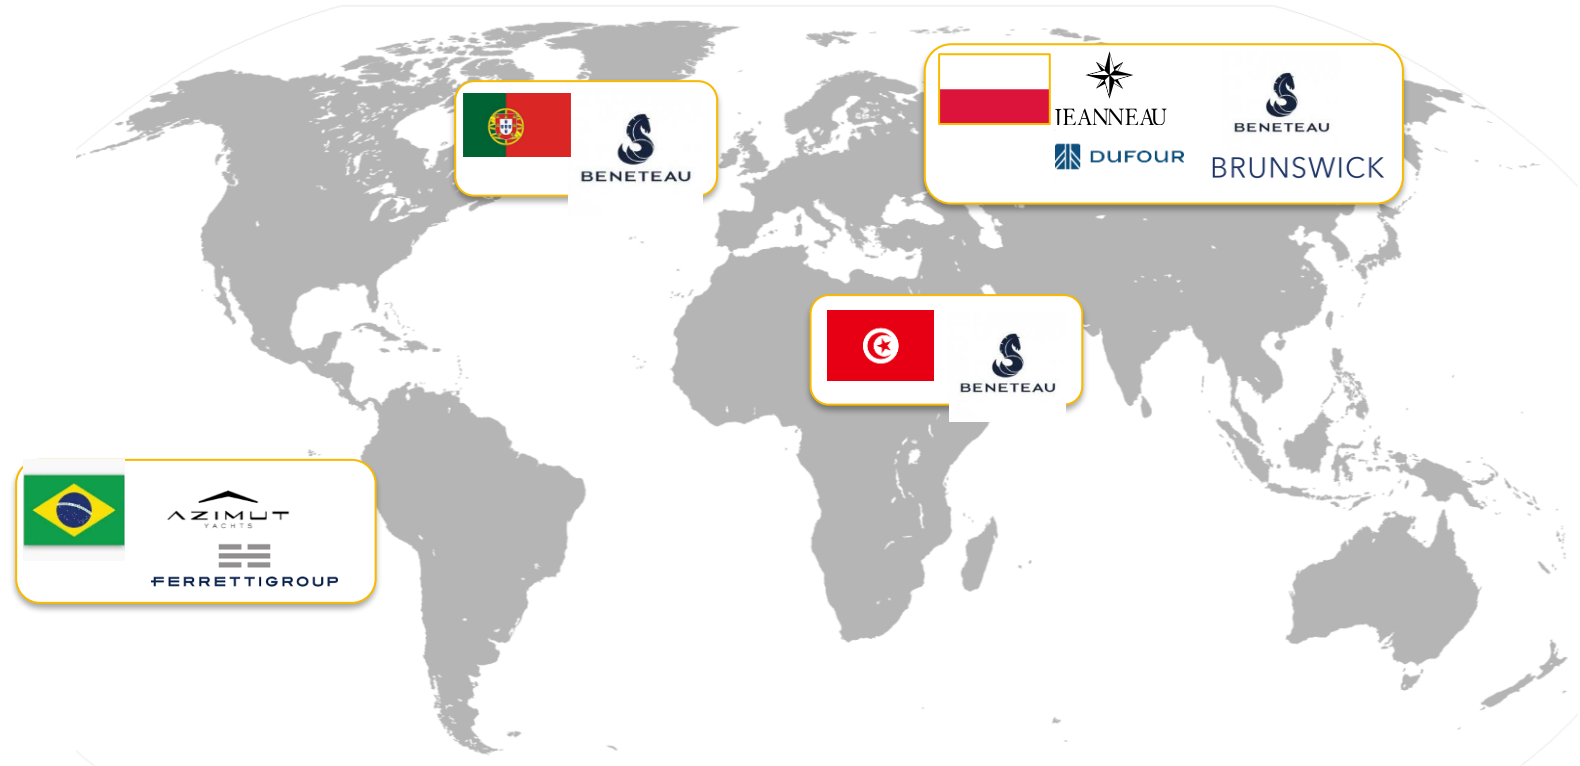 JEANNEAU
BENETEAU
DUFOUR
BRUNSWICK
BENETEAU
BENETEAU
AZIMUT
YACHTS
FERRETTIGROUP